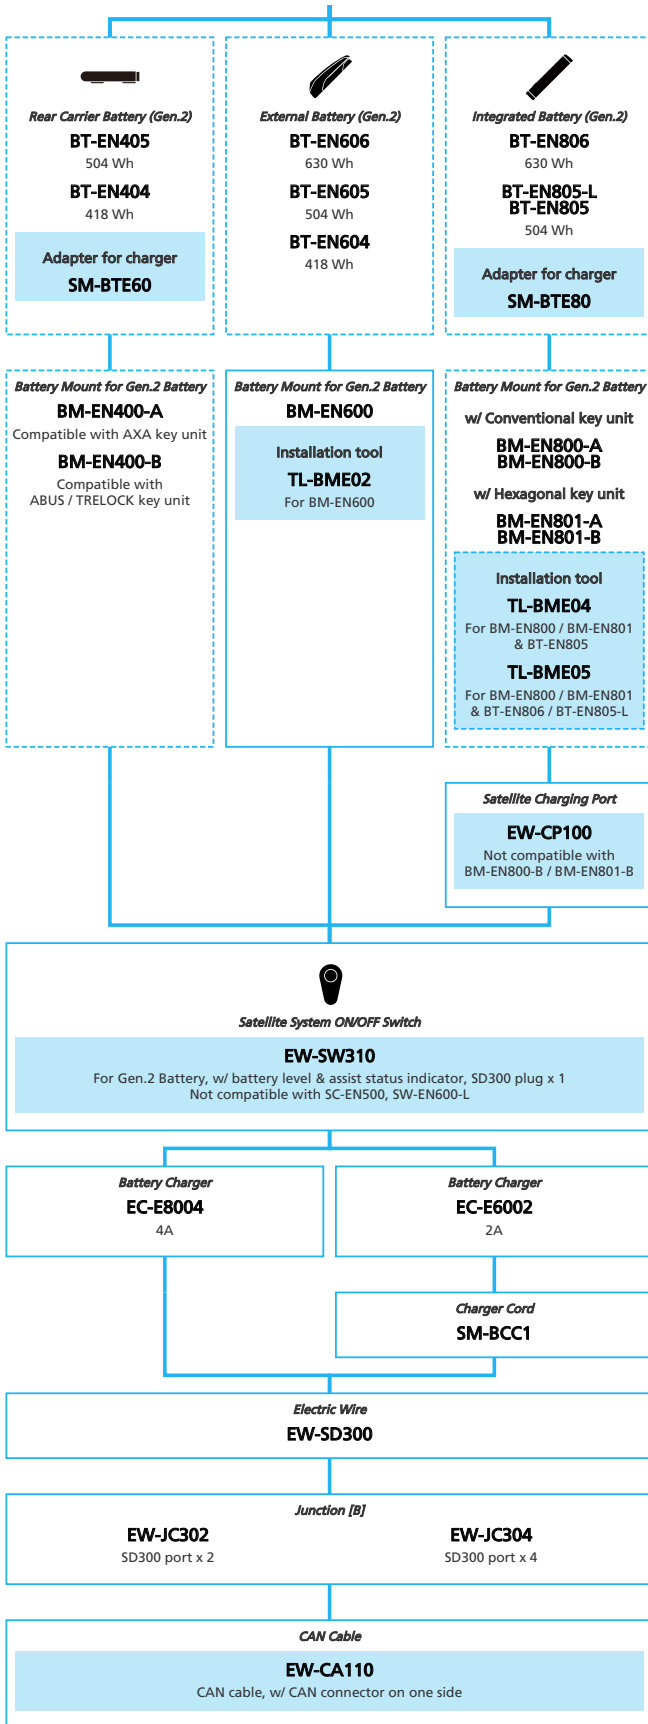 Rear Carrier Battery (Gen.2)
BT-EN405
504 Wh
BT-EN404
418 Wh
Adapter for charger
SM-BTE60
External Battery (Gen.2)
BT-EN606
630 Wh
BT-EN605
504 Wh
BT-EN604
418 Wh
Integrated Battery (Gen.2)
BT-EN806
630 Wh
BT-EN805-L
BT-EN805
504 Wh
Adapter for charger
SM-BTE80
Battery Mount for Gen.2 Battery
BM-EN400-A
Compatible with AXA key unit
BM-EN400-B
Compatible with
ABUS / TRELOCK key unit
Battery Mount for Gen.2 Battery
BM-EN600
Installation tool
TL-BME02
For BM-EN600
Battery Mount for Gen.2 Battery
w/ Conventional key unit
BM-EN800-A
BM-EN800-B
w/ Hexagonal key unit
BM-EN801-A
BM-EN801-B
Installation tool
TL-BME04
For BM-EN800 / BM-EN801
& BT-EN805
TL-BME05
For BM-EN800 / BM-EN801
& BT-EN806 / BT-EN805-L
Satellite Charging Port
EW-CP100
Not compatible with
BM-EN800-B / BM-EN801-B
Satellite System ON/OFF Switch
EW-SW310
For Gen.2 Battery, w/ battery level & assist status indicator, SD300 plug x 1
Not compatible with SC-EN500, SW-EN600-L
Battery Charger
EC-E8004
4A
Battery Charger
EC-E6002
2A
Charger Cord
SM-BCC1
Electric Wire
EW-SD300
Junction [B]
EW-JC302
SD300 port x 2
EW-JC304
SD300 port x 4
CAN Cable
EW-CA110
CAN cable, w/ CAN connector on one side